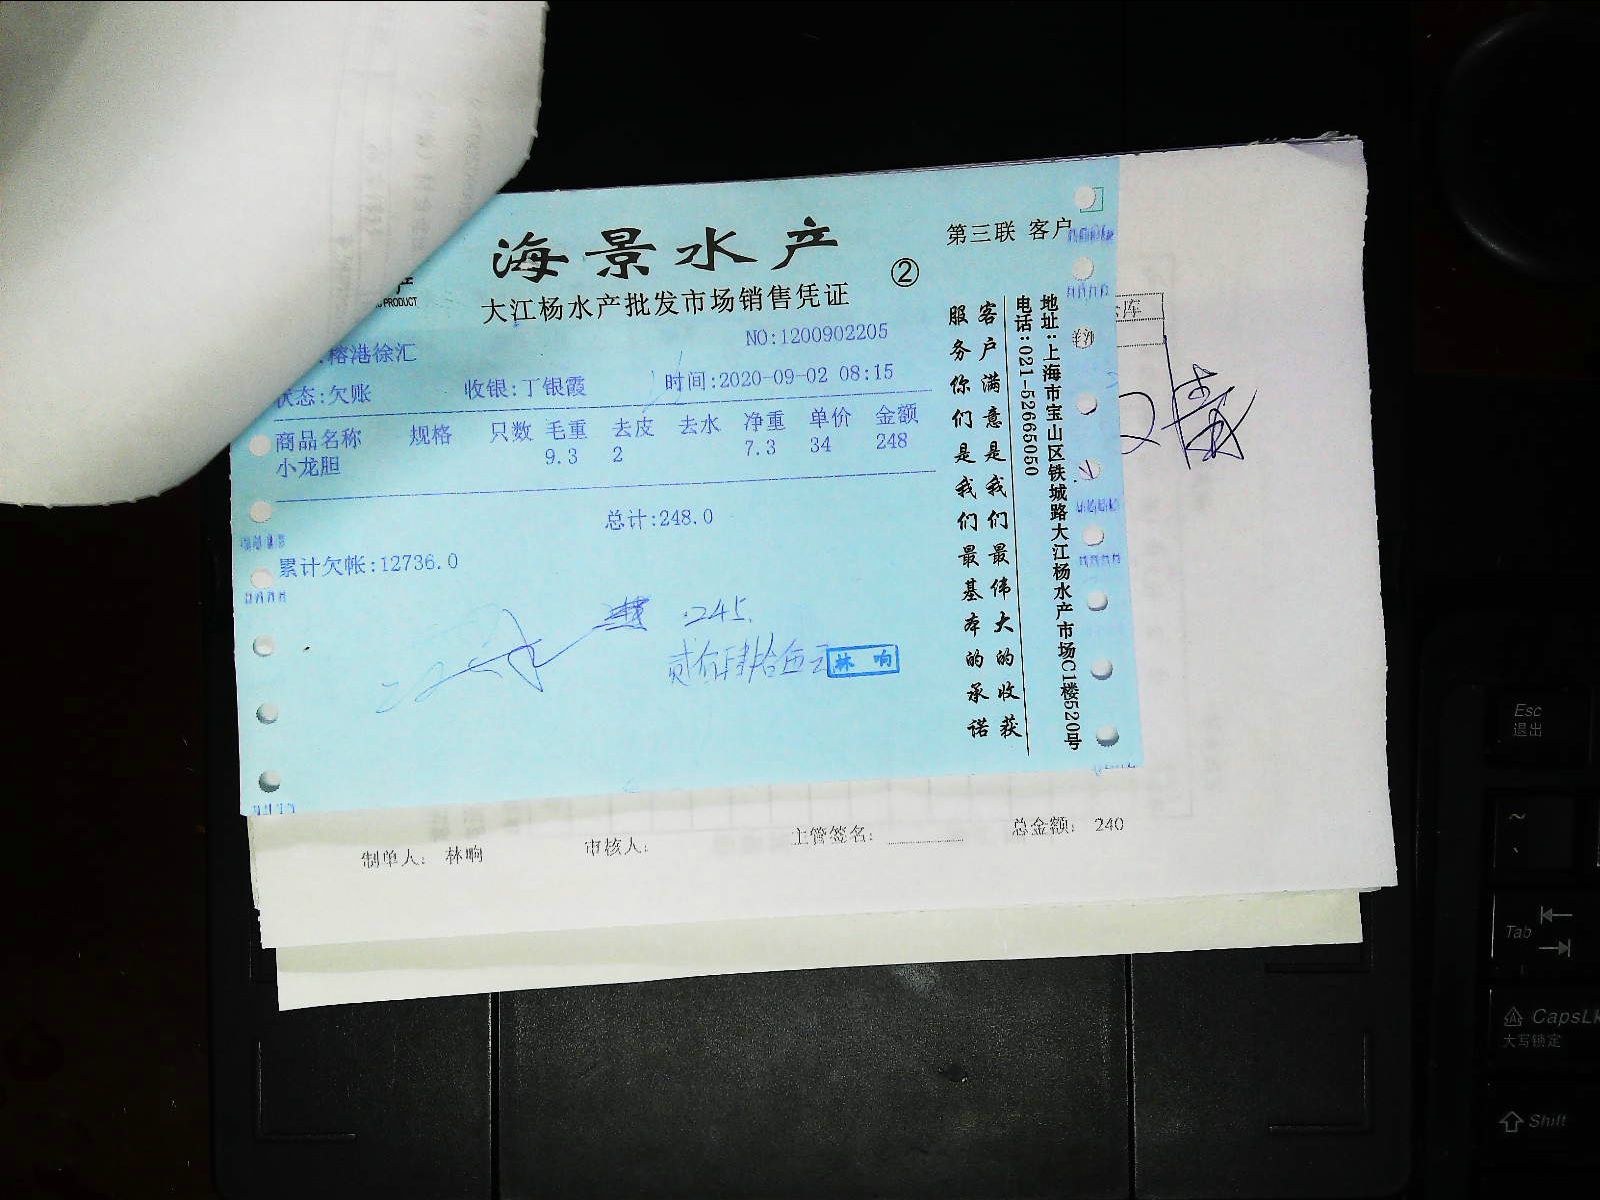 海景水产
大江杨水产批发市场销售凭证
②
第三联 客户
PRODUCT
榕港徐汇
NO:1200902205
状态:欠账 收银:丁银霞 时间:2020-09-02 08:15
商品名称 规格 只数 毛重 去皮 去水 净重 单价 金额
小龙胆 9.3 2 7.3 34 248
总计:248.0
累计欠帐:12736.0
245.
贰佰肆拾伍元
林响
客户满意是我们最伟大的收获
服务你们是我们最基本的承诺
地址:上海市宝山区铁城路大江杨水产市场C1楼520号
电话:021-52665050
库
制单人: 林响 审核人: 主管签名: 总金额: 240
Esc
退出
~
Tab
CapsLk
大写锁定
Shift